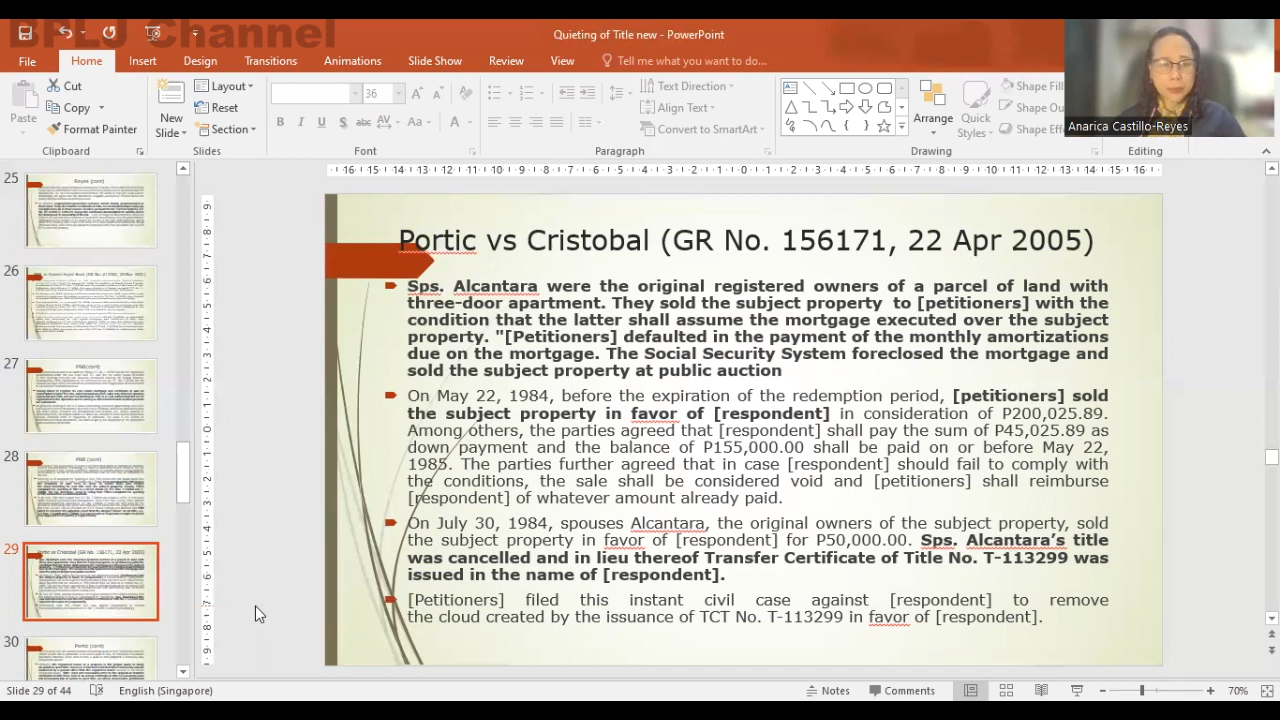 BPLJ Channel
Quieting of Title new - PowerPoint
File
Home
Insert
Design
Transitions
Animations
Slide Show
Review
View
Tell me what you want to do...
Paste
Cut
Copy
Format Painter
Clipboard
New
Slide
Layout
Reset
Section
Slides
36
Font
Text Direction
Align Text
Convert to SmartArt
Paragraph
Arrange
Quick
Styles
Shape Fill
Shape Ou
Shape Effe
Drawing
Editing
Anarica Castillo-Reyes
25
26
27
28
29
30
Portic vs Cristobal (GR No. 156171, 22 Apr 2005)
Sps. Alcantara were the original registered owners of a parcel of land with
three-door apartment. They sold the subject property to [petitioners] with the
condition that the latter shall assume the mortgage executed over the subject
property. "[Petitioners] defaulted in the payment of the monthly amortizations
due on the mortgage. The Social Security System foreclosed the mortgage and
sold the subject property at public auction
On May 22, 1984, before the expiration of the redemption period, [petitioners] sold
the subject property in favor of [respondent] in consideration of P200,025.89.
Among others, the parties agreed that [respondent] shall pay the sum of P45,025.89 as
down payment and the balance of P155,000.00 shall be paid on or before May 22,
1985. The parties further agreed that in case [respondent] should fail to comply with
the conditions, the sale shall be considered void and [petitioners] shall reimburse
[respondent] of whatever amount already paid.
On July 30, 1984, spouses Alcantara, the original owners of the subject property, sold
the subject property in favor of [respondent] for P50,000.00. Sps. Alcantara's title
was cancelled and in lieu thereof Transfer Certificate of Title No. T-113299 was
issued in the name of [respondent].
[Petitioners] filed this instant civil case against [respondent] to remove
the cloud created by the issuance of TCT No. T-113299 in favor of [respondent].
Slide 29 of 44
English (Singapore)
Notes
Comments
70%